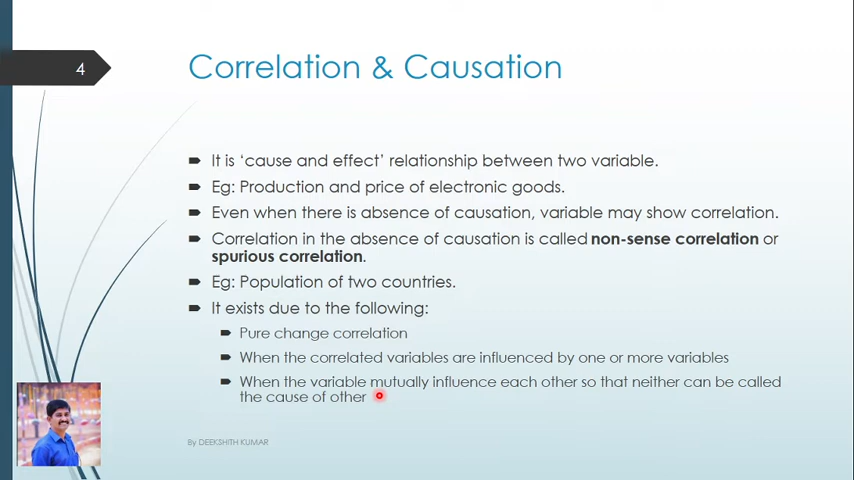 4
Correlation & Causation
It is ‘cause and effect’ relationship between two variable.
Eg: Production and price of electronic goods.
Even when there is absence of causation, variable may show correlation.
Correlation in the absence of causation is called non-sense correlation or
spurious correlation.
Eg: Population of two countries.
It exists due to the following:
Pure change correlation
When the correlated variables are influenced by one or more variables
When the variable mutually influence each other so that neither can be called
the cause of other
By DEEKSHITH KUMAR